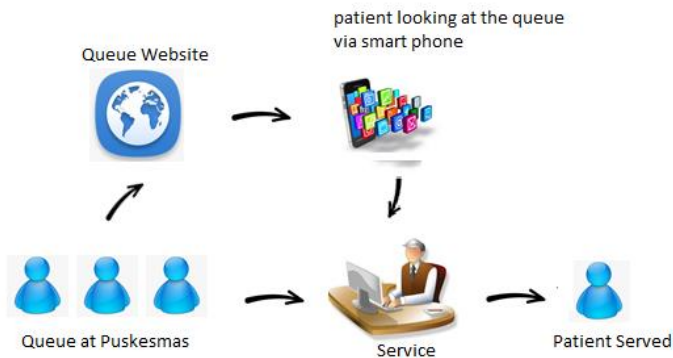 patient looking at the queue
via smart phone
Queue Website
Queue at Puskesmas
Service
Patient Served